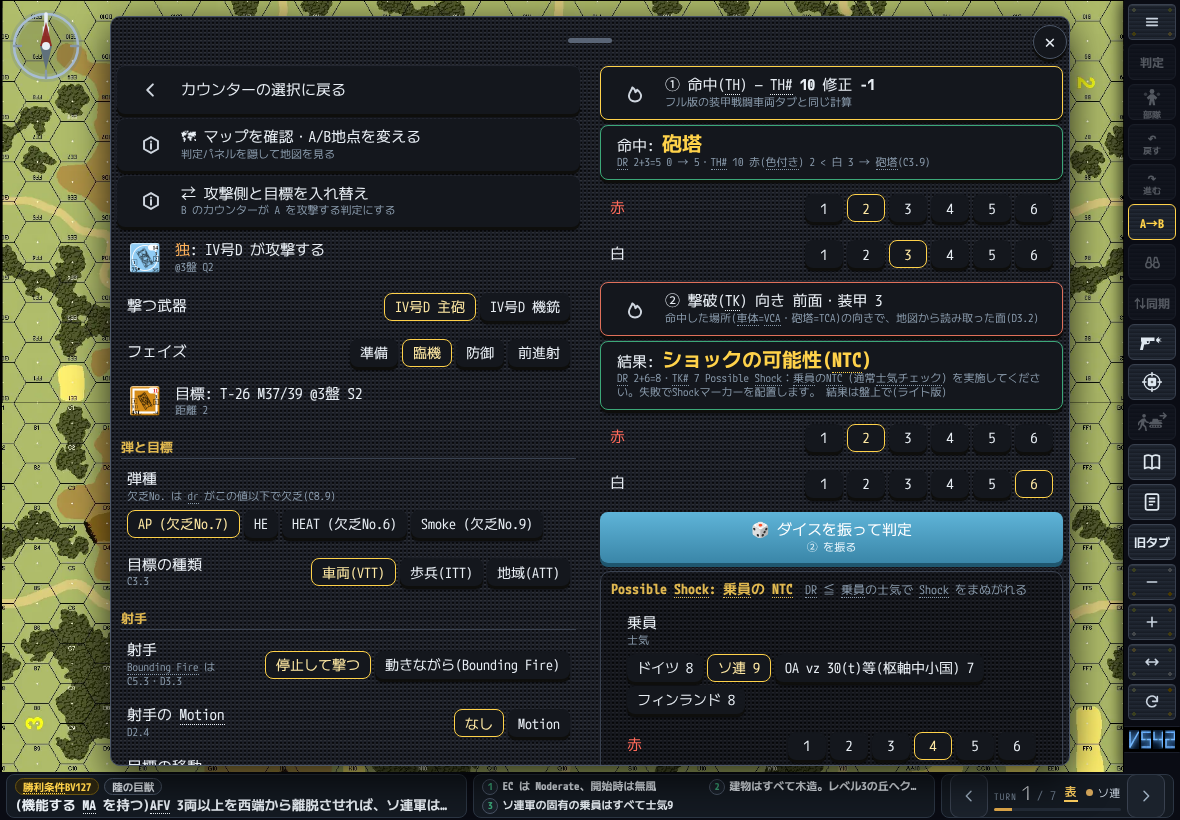 カウンターの選択に戻る
🗺 マップを確認・A/B地点を変える
判定パネルを隠して地図を見る
⇄ 攻撃側と目標を入れ替え
B のカウンターが A を攻撃する判定にする
独: IV号D が攻撃する
@3盤 Q2
撃つ武器
IV号D 主砲
IV号D 機銃
フェイズ
準備
臨機
防御
前進射
目標: T-26 M37/39 @3盤 S2
距離 2
弾と目標
弾種
欠乏No. は dr がこの値以下で欠乏(C8.9)
AP (欠乏No.7)
HE
HEAT (欠乏No.6)
Smoke (欠乏No.9)
目標の種類
C3.3
車両(VTT)
歩兵(ITT)
地域(ATT)
射手
射手
Bounding Fire は
C5.3・D3.3
停止して撃つ
動きながら(Bounding Fire)
射手の Motion
D2.4
なし
Motion
目標の移動
① 命中(TH) — TH# 10 修正 -1
フル版の装甲戦闘車両タブと同じ計算
命中: 砲塔
DR 2+3=5 0 → 5・TH# 10 赤(色付き) 2 < 白 3 → 砲塔(C3.9)
赤
1 2 3 4 5 6
白
1 2 3 4 5 6
② 撃破(TK) 向き 前面・装甲 3
命中した場所(車体=VCA・砲塔=TCA)の向きで、地図から読み取った面(D3.2)
結果: ショックの可能性(NTC)
DR 2+6=8・TK# 7 Possible Shock：乗員のNTC (通常士気チェック) を実施してくださ
い。失敗でShockマーカーを配置します。 結果は盤上で(ライト版)
赤
1 2 3 4 5 6
白
1 2 3 4 5 6
🎲 ダイスを振って判定
② を振る
Possible Shock: 乗員の NTC DR ≦ 乗員の士気で Shock をまぬがれる
乗員
士気
ドイツ 8
ソ連 9
OA vz 30(t)等(枢軸中小国) 7
フィンランド 8
赤
1 2 3 4 5 6
判定
部隊
戻す
進む
A→B
⇅同期
旧タブ
VS42
2
3
勝利条件BV127
陸の巨獣
(機能する MA を持つ)AFV 3両以上を西端から離脱させれば、ソ連軍は…
① EC は Moderate、開始時は無風
② 建物はすべて木造。レベル3の丘へク…
③ ソ連軍の固有の乗員はすべて士気9
TURN 1 / 7 表 ソ連